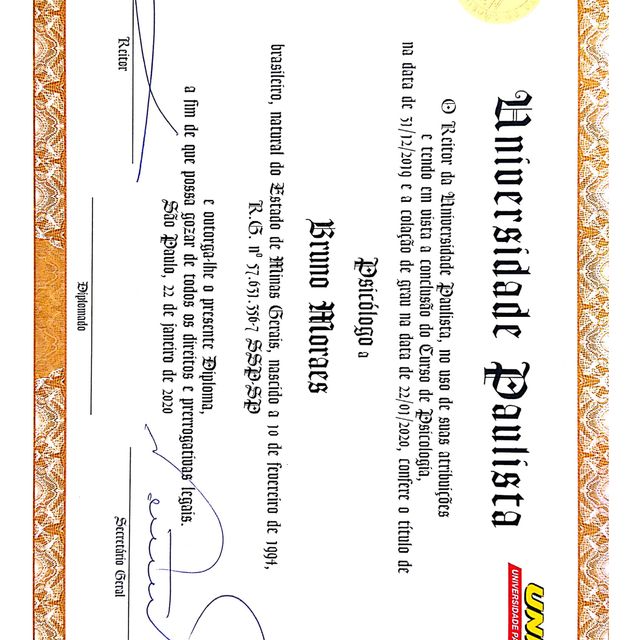 Universidade Paulista
UN
UNIVERSIDADE P
O Reitor da Universidade Paulista, no uso de suas atribuições
e tendo em vista a conclusão do Curso de Psicologia,
na data de 31/12/2019 e a colação de grau na data de 22/01/2020, confere o título de
Psicólogo a
Bruno Moraes
brasileiro, natural do Estado de Minas Gerais, nascido a 10 de fevereiro de 1994,
R.G. nº 57.631.336-7 SSP-SP
e outorga-lhe o presente Diploma,
a fim de que possa gozar de todos os direitos e prerrogativas legais.
São Paulo, 22 de janeiro de 2020
Reitor
Secretário Geral
Diplomado